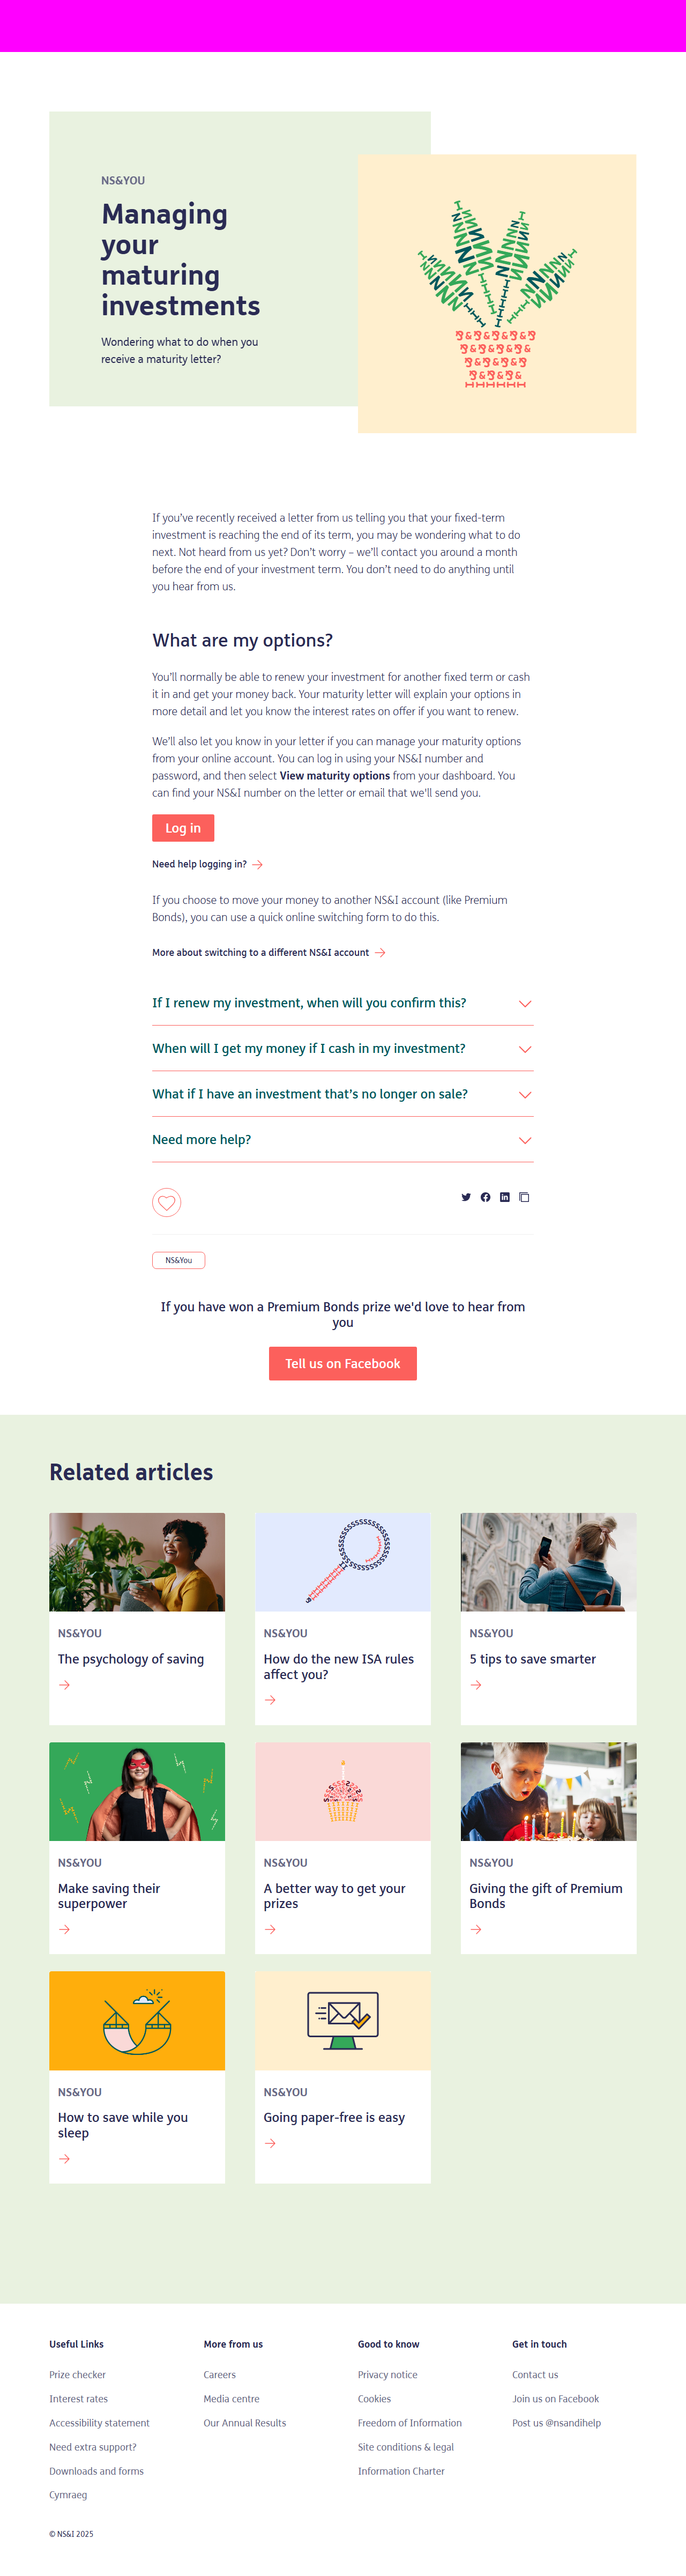 NS&YOU
Managing
your
maturing
investments
Wondering what to do when you
receive a maturity letter?
If you've recently received a letter from us telling you that your fixed-term
investment is reaching the end of its term, you may be wondering what to do
next. Not heard from us yet? Don't worry – we'll contact you around a month
before the end of your investment term. You don't need to do anything until
you hear from us.
What are my options?
You'll normally be able to renew your investment for another fixed term or cash
it in and get your money back. Your maturity letter will explain your options in
more detail and let you know the interest rates on offer if you want to renew.
We'll also let you know in your letter if you can manage your maturity options
from your online account. You can log in using your NS&I number and
password, and then select View maturity options from your dashboard. You
can find your NS&I number on the letter or email that we'll send you.
Log in
Need help logging in?
If you choose to move your money to another NS&I account (like Premium
Bonds), you can use a quick online switching form to do this.
More about switching to a different NS&I account
If I renew my investment, when will you confirm this?
When will I get my money if I cash in my investment?
What if I have an investment that's no longer on sale?
Need more help?
NS&You
If you have won a Premium Bonds prize we'd love to hear from
you
Tell us on Facebook
Related articles
NS&YOU
The psychology of saving
NS&YOU
How do the new ISA rules
affect you?
NS&YOU
5 tips to save smarter
NS&YOU
Make saving their
superpower
NS&YOU
A better way to get your
prizes
NS&YOU
Giving the gift of Premium
Bonds
NS&YOU
How to save while you
sleep
NS&YOU
Going paper-free is easy
Useful Links
Prize checker
Interest rates
Accessibility statement
Need extra support?
Downloads and forms
Cymraeg
More from us
Careers
Media centre
Our Annual Results
Good to know
Privacy notice
Cookies
Freedom of Information
Site conditions & legal
Information Charter
Get in touch
Contact us
Join us on Facebook
Post us @nsandihelp
© NS&I 2025